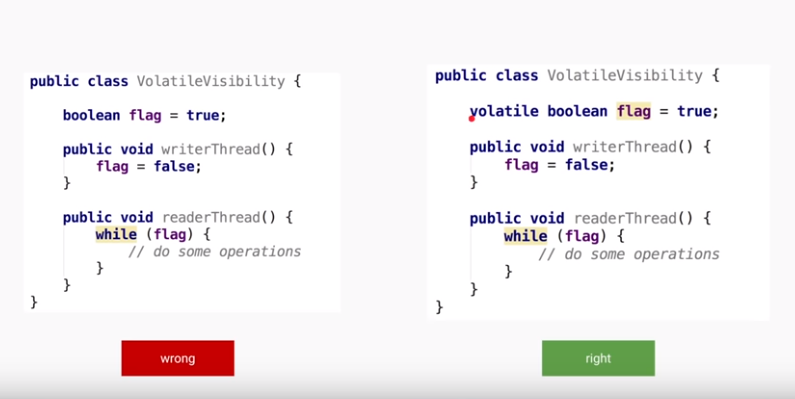 public class VolatileVisibility {
boolean flag = true;
public void writerThread() {
flag = false;
}
public void readerThread() {
while (flag) {
// do some operations
}
}
}
wrong
public class VolatileVisibility {
volatile boolean flag = true;
public void writerThread() {
flag = false;
}
public void readerThread() {
while (flag) {
// do some operations
}
}
}
right